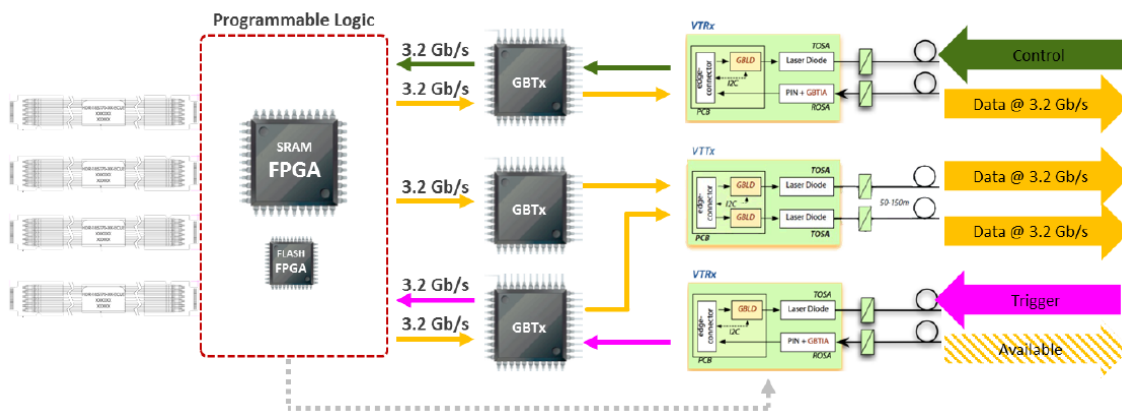 Programmable Logic
SRAM
FPGA
FLASH
FPGA
3.2 Gb/s
3.2 Gb/s
GBTx
3.2 Gb/s
GBTx
3.2 Gb/s
3.2 Gb/s
GBTx
VTRx
TOSA
edge-
connector
GBLD
Laser Diode
I2C
PIN + GBTIA
PCB
ROSA
Control
Data @ 3.2 Gb/s
VTTx
TOSA
edge-
connector
GBLD
Laser Diode
I2C
GBLD
Laser Diode
PCB
TOSA
50-150m
Data @ 3.2 Gb/s
Data @ 3.2 Gb/s
VTRx
TOSA
edge-
connector
GBLD
Laser Diode
I2C
PIN + GBTIA
PCB
ROSA
Trigger
Available